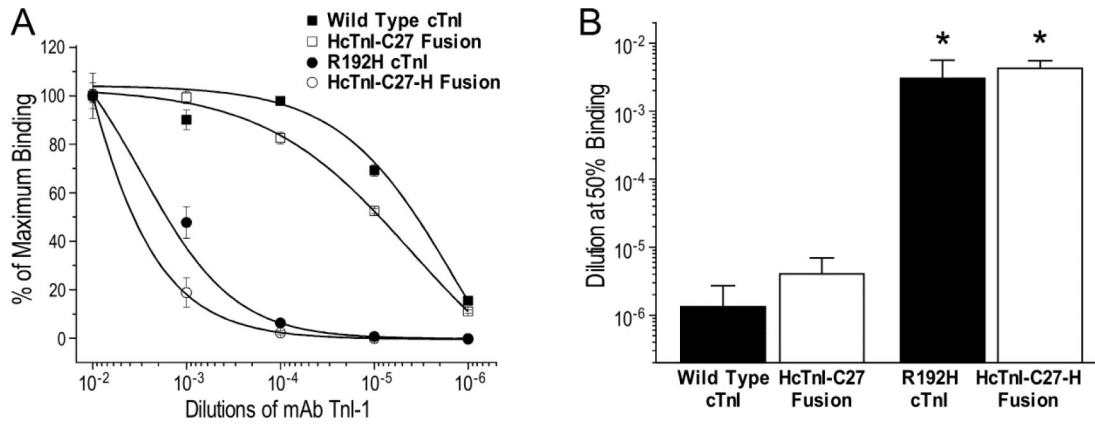 A
Wild Type cTnI
HcTnI-C27 Fusion
R192H cTnI
HcTnI-C27-H Fusion
% of Maximum Binding
120
100
80
60
40
20
0
10-2
10-3
10-4
10-5
10-6
Dilutions of mAb TnI-1
B
* *
Dilution at 50% Binding
10-2
10-3
10-4
10-5
10-6
Wild Type
cTnI
HcTnI-C27
Fusion
R192H
cTnI
HcTnI-C27-H
Fusion